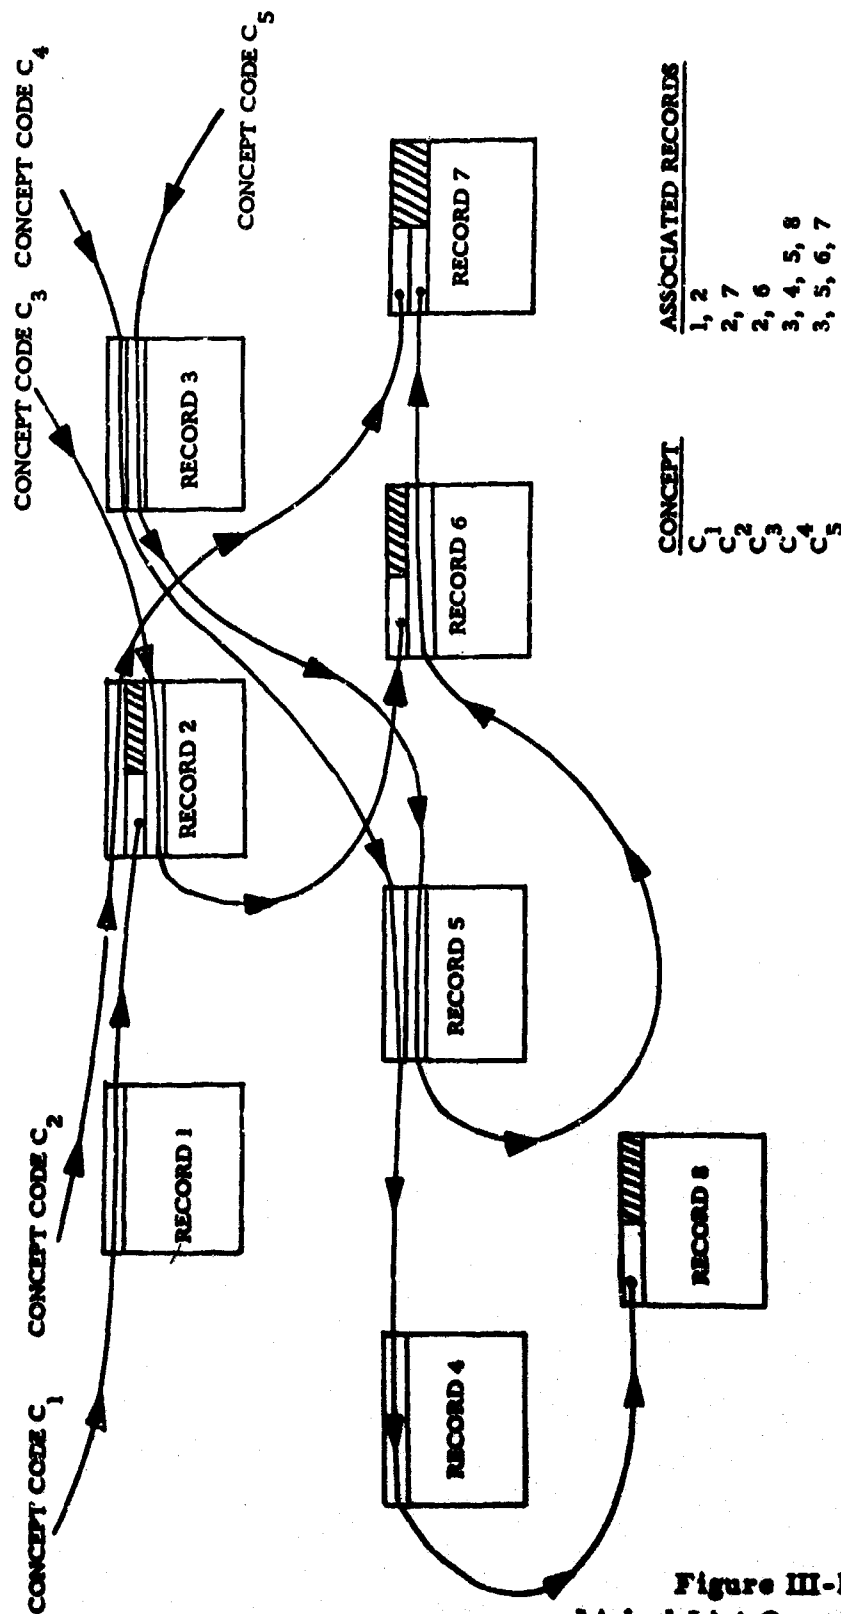 CONCEPT CODE C1
CONCEPT CODE C2
CONCEPT CODE C3
CONCEPT CODE C4
CONCEPT CODE C5
RECORD 1
RECORD 2
RECORD 3
RECORD 4
RECORD 5
RECORD 6
RECORD 7
RECORD 8
CONCEPT ASSOCIATED RECORDS
C1 1, 2
C2 2, 7
C3 2, 6
C4 3, 4, 5, 8
C5 3, 5, 6, 7
Figure III-